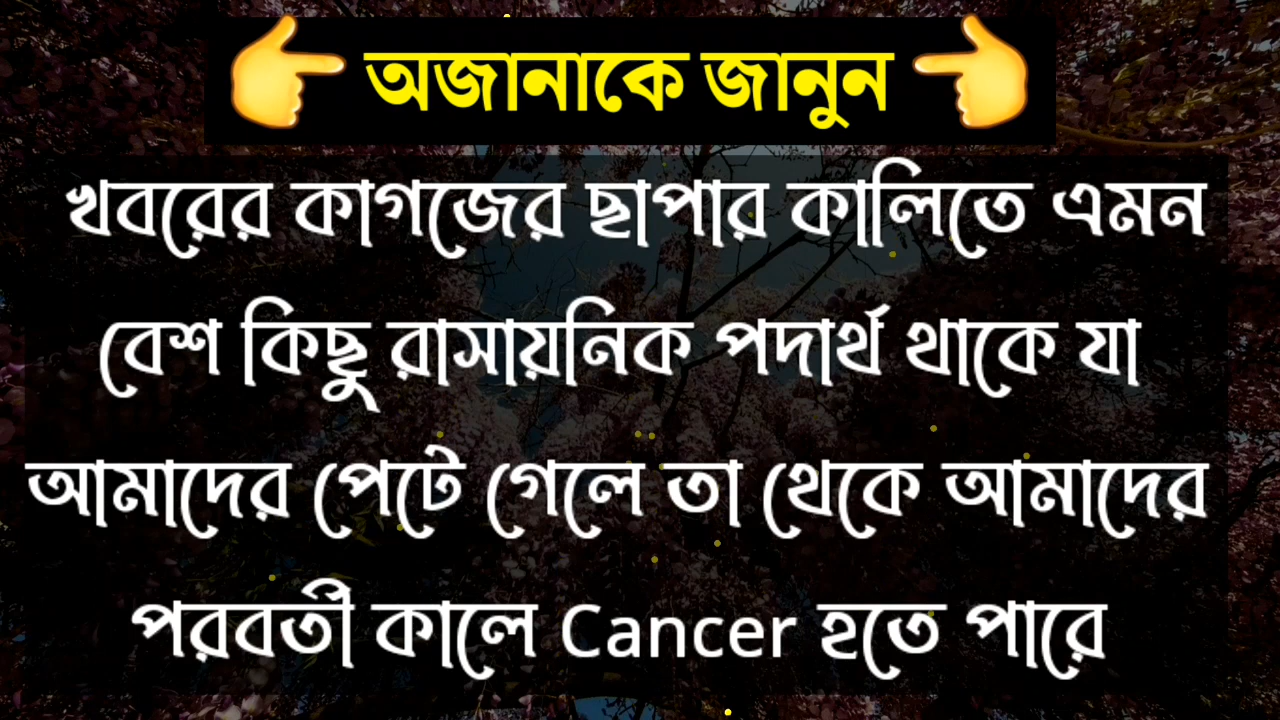 👉 অজানাকে জানুন 👈
খবরের কাগজের ছাপার কালিতে এমন
বেশ কিছু রাসায়নিক পদার্থ থাকে যা
আমাদের পেটে গেলে তা থেকে আমাদের
পরবর্তী কালে Cancer হতে পারে